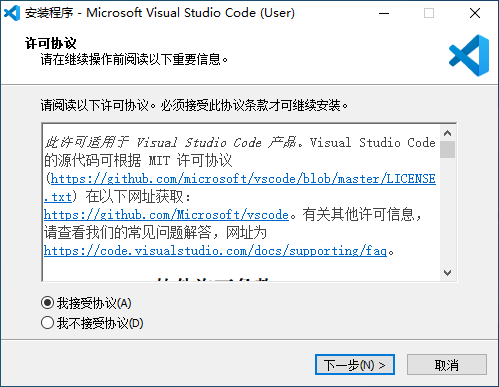 安装程序 - Microsoft Visual Studio Code (User)
许可协议
请在继续操作前阅读以下重要信息。
请阅读以下许可协议。必须接受此协议条款才可继续安装。
此许可适用于 Visual Studio Code 产品。Visual Studio Code
的源代码可根据 MIT 许可协议
(https://github.com/microsoft/vscode/blob/master/LICENSE
.txt) 在以下网址获取：
https://github.com/Microsoft/vscode。有关其他许可信息，
请查看我们的常见问题解答，网址为
https://code.visualstudio.com/docs/supporting/faq。
我接受协议(A)
我不接受协议(D)
下一步(N) >
取消